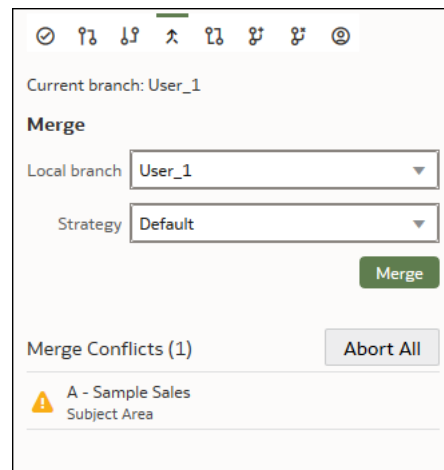 Current branch: User_1
Merge
Local branch User_1
Strategy Default
Merge
Merge Conflicts (1) Abort All
A - Sample Sales
Subject Area